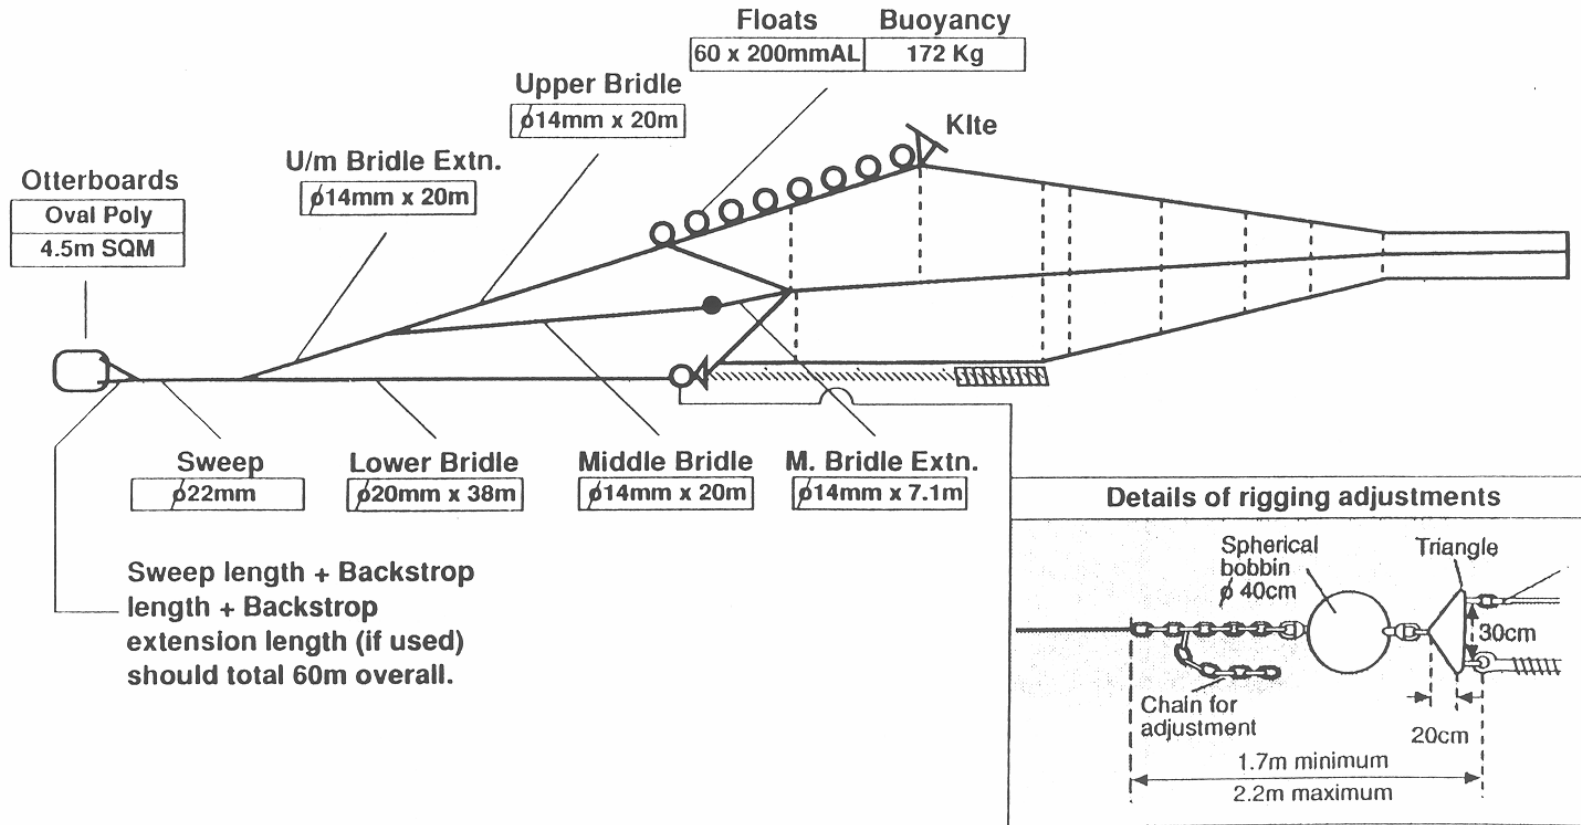 Floats Buoyancy
60 x 200mmAL 172 Kg
Upper Bridle
ϕ14mm x 20m
Kite
U/m Bridle Extn.
ϕ14mm x 20m
Otterboards
Oval Poly
4.5m SQM
Sweep
ϕ22mm
Lower Bridle
ϕ20mm x 38m
Middle Bridle
ϕ14mm x 20m
M. Bridle Extn.
ϕ14mm x 7.1m
Sweep length + Backstrop
length + Backstrop
extension length (if used)
should total 60m overall.
Details of rigging adjustments
Spherical
bobbin
ϕ 40cm
Triangle
30cm
Chain for
adjustment
20cm
1.7m minimum
2.2m maximum